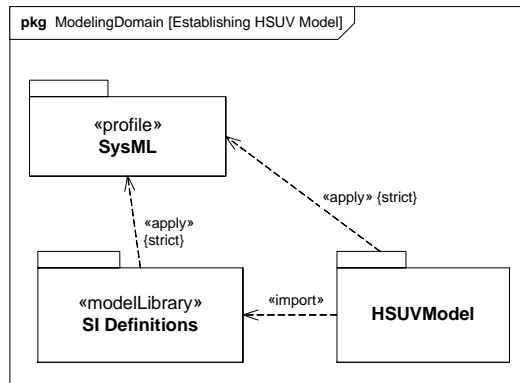 pkg ModelingDomain [Establishing HSUV Model]
«profile»
SysML
«apply» {strict}
«apply»
{strict}
«modelLibrary»
SI Definitions
«import»
HSUVModel